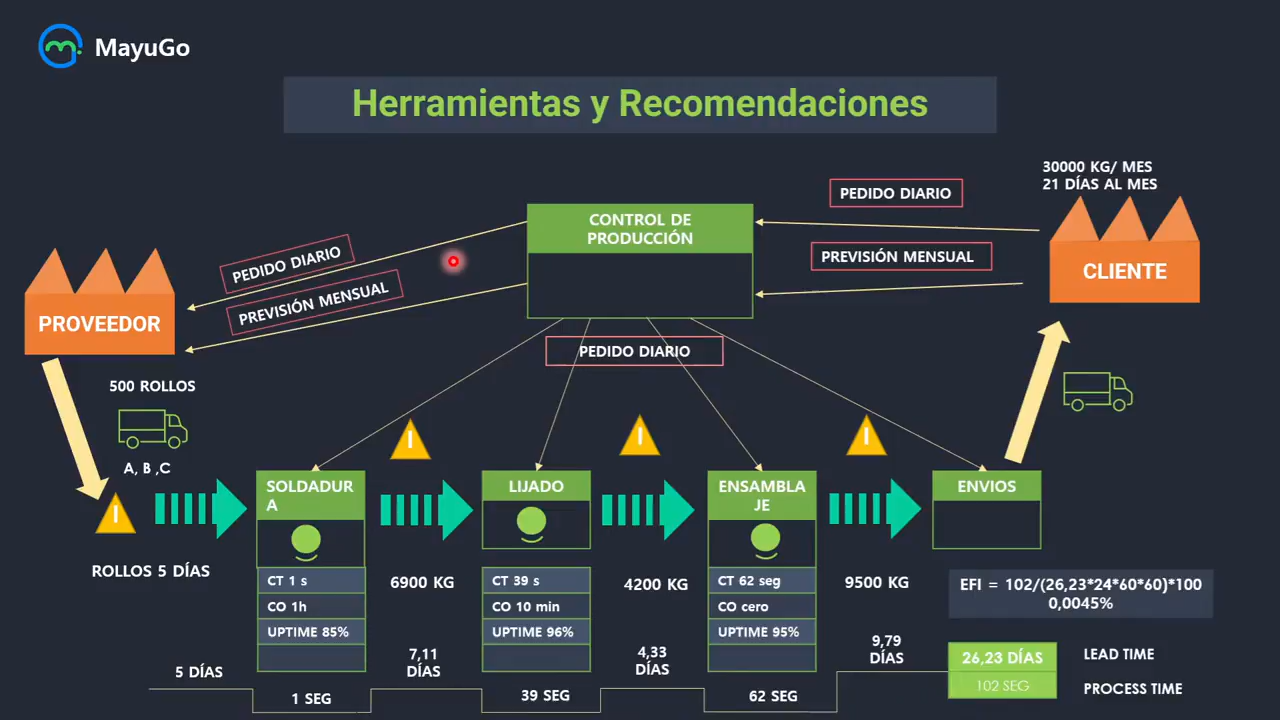 MayuGo
Herramientas y Recomendaciones
30000 KG/ MES
21 DÍAS AL MES
PEDIDO DIARIO
CONTROL DE
PRODUCCIÓN
PREVISIÓN MENSUAL
CLIENTE
PEDIDO DIARIO
PREVISIÓN MENSUAL
PROVEEDOR
PEDIDO DIARIO
500 ROLLOS
A, B ,C
I
I
I
I
SOLDADUR
A
LIJADO
ENSAMBLA
JE
ENVIOS
ROLLOS 5 DÍAS
CT 1 s
CO 1h
UPTIME 85%
6900 KG
CT 39 s
CO 10 min
UPTIME 96%
4200 KG
CT 62 seg
CO cero
UPTIME 95%
9500 KG
EFI = 102/(26,23*24*60*60)*100
0,0045%
5 DÍAS
1 SEG
7,11
DÍAS
39 SEG
4,33
DÍAS
62 SEG
9,79
DÍAS
26,23 DÍAS
LEAD TIME
102 SEG
PROCESS TIME